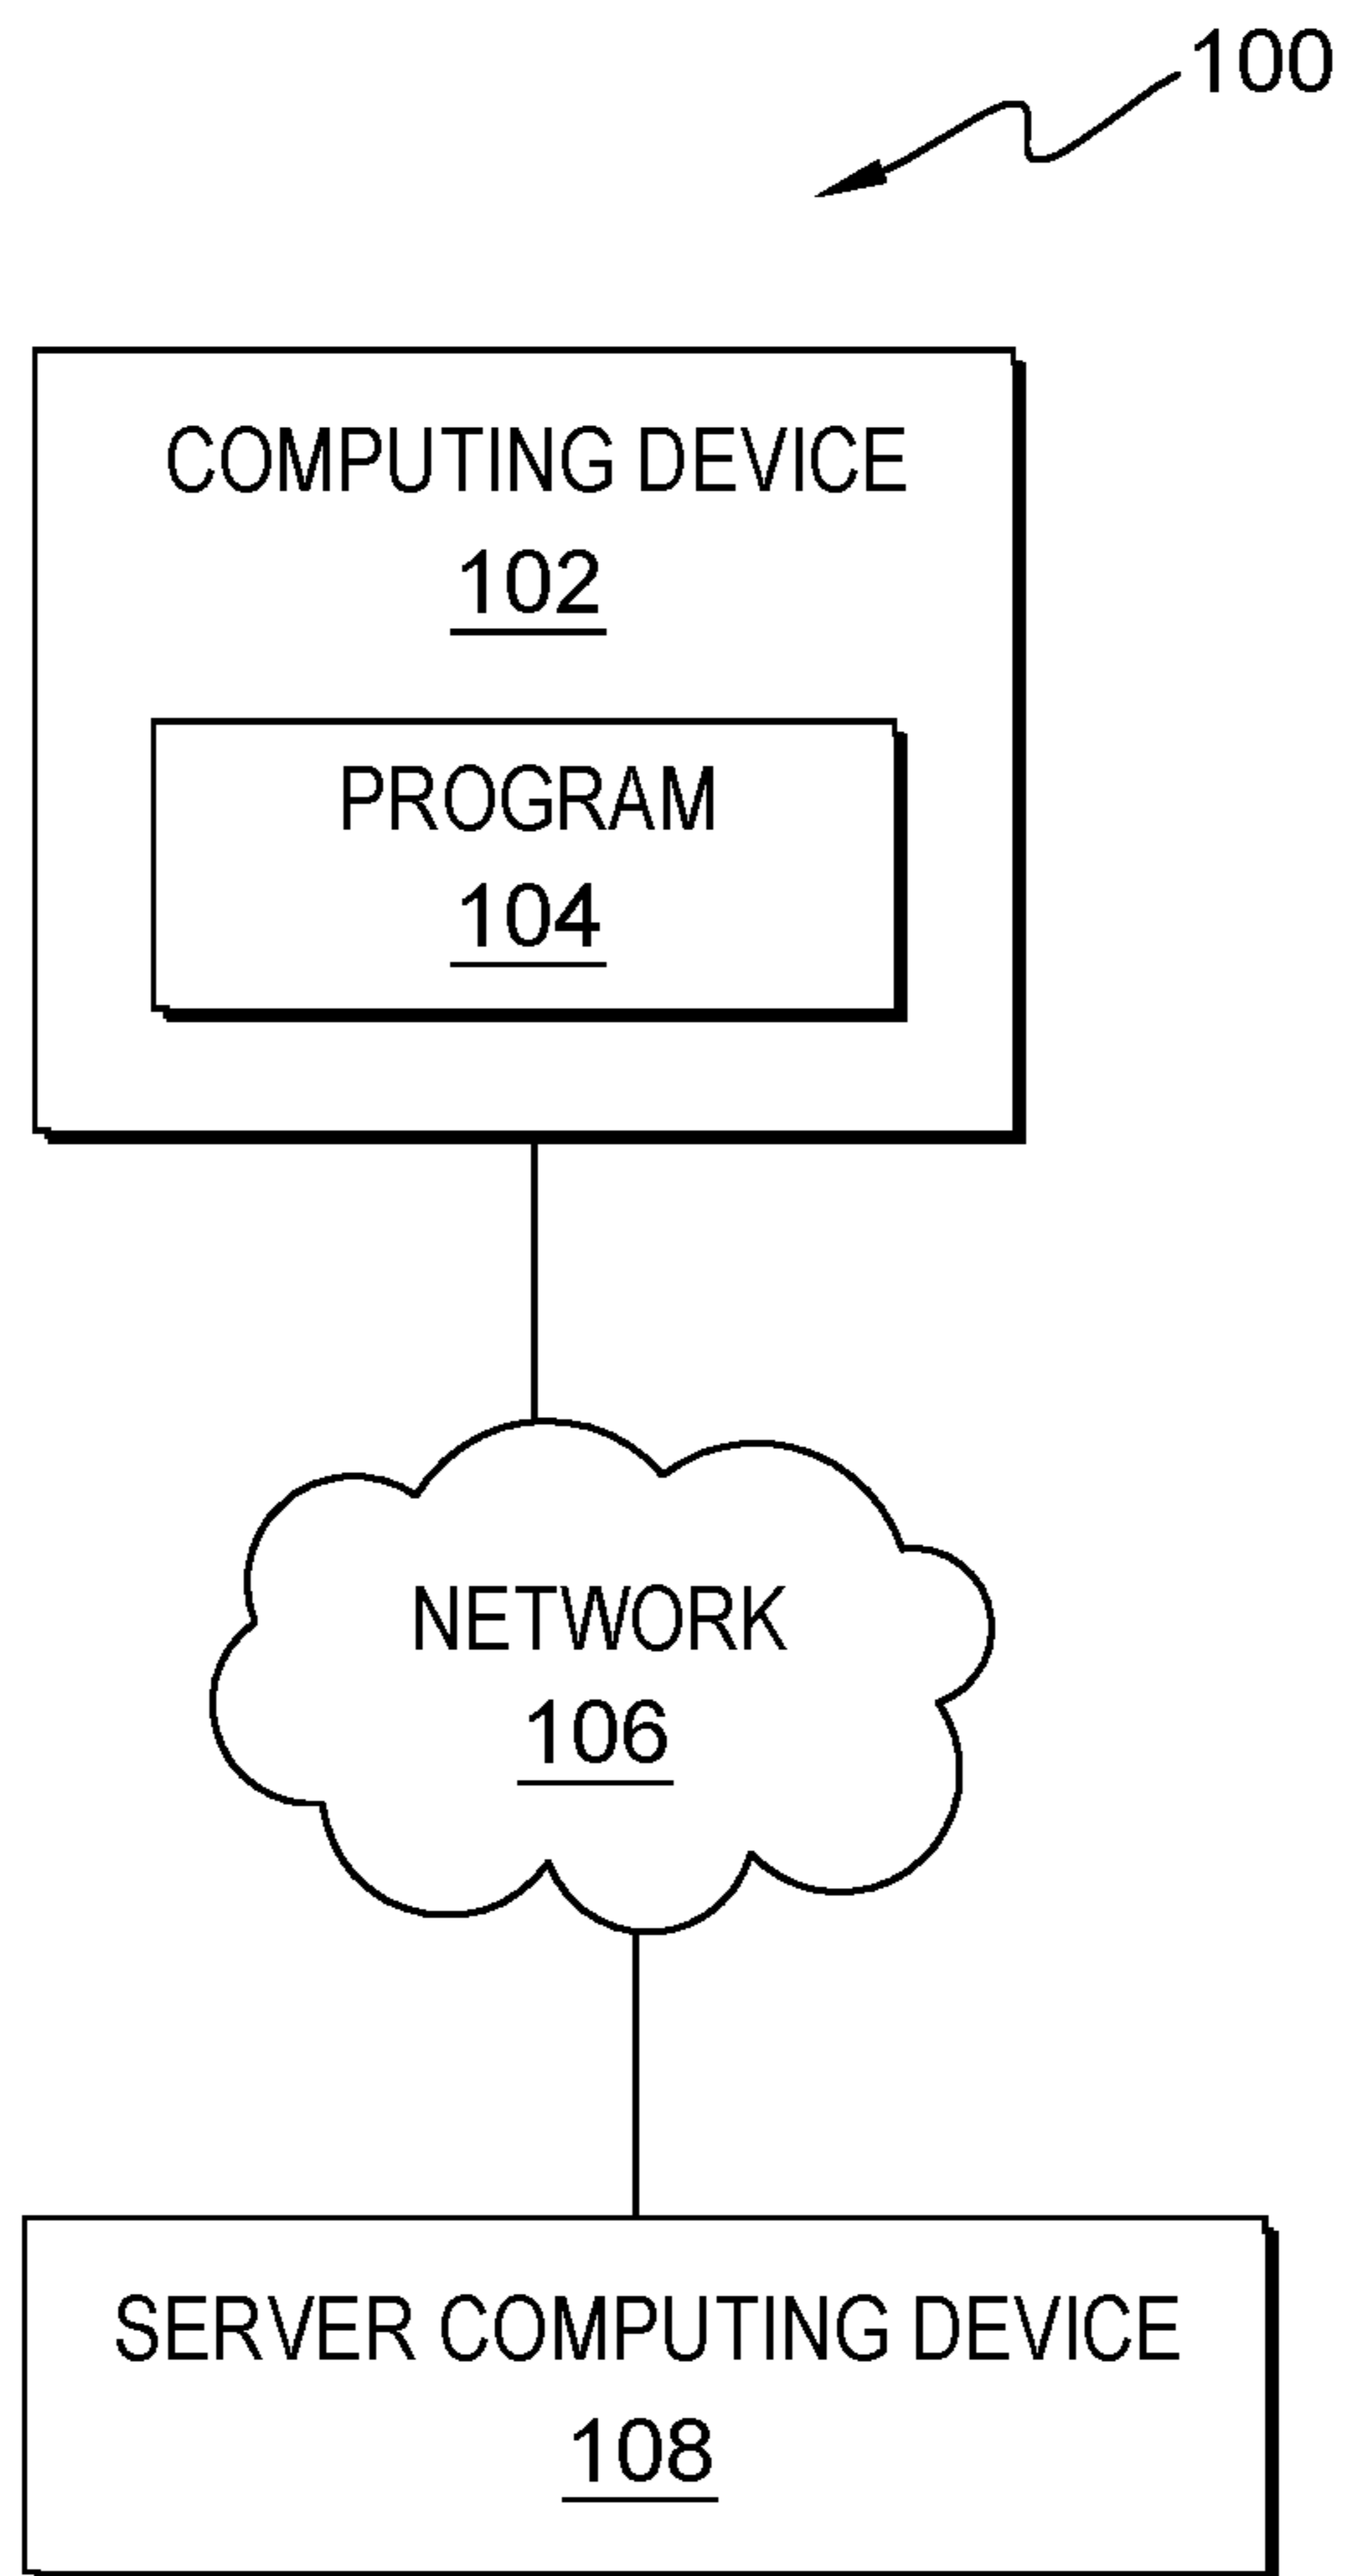 100
COMPUTING DEVICE
102
PROGRAM
104
NETWORK
106
SERVER COMPUTING DEVICE
108